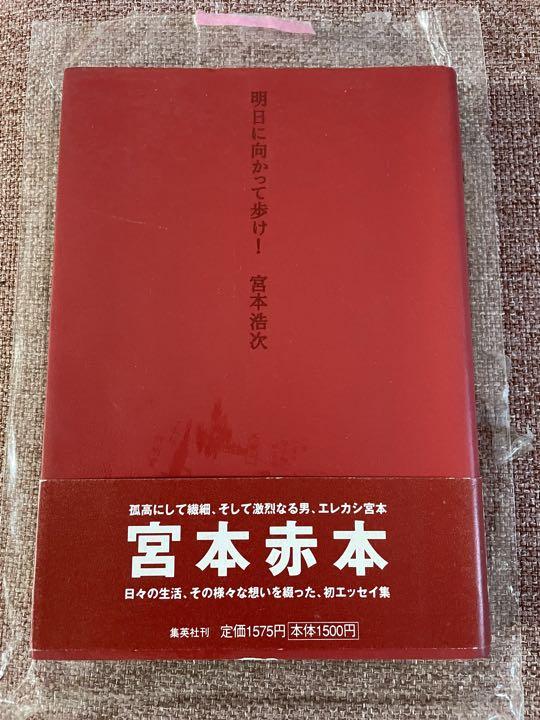 明日に向かって歩け! 宮本浩次
孤高にして繊細、そして激烈なる男、エレカシ宮本
宮本赤本
日々の生活、その様々な想いを綴った、初エッセイ集
集英社刊 定価1575円 本体1500円